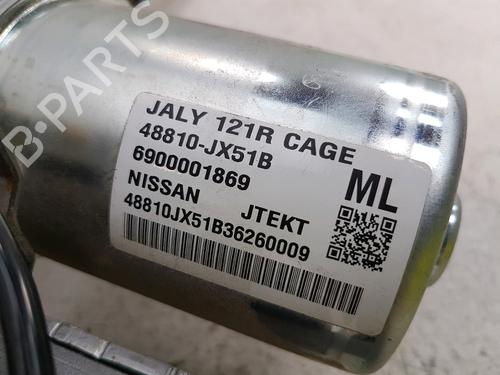 JALY 121R CAGE
48810-JX51B
6900001869
ML
NISSAN JTEKT
48810JX51B36260009
B-PARTS